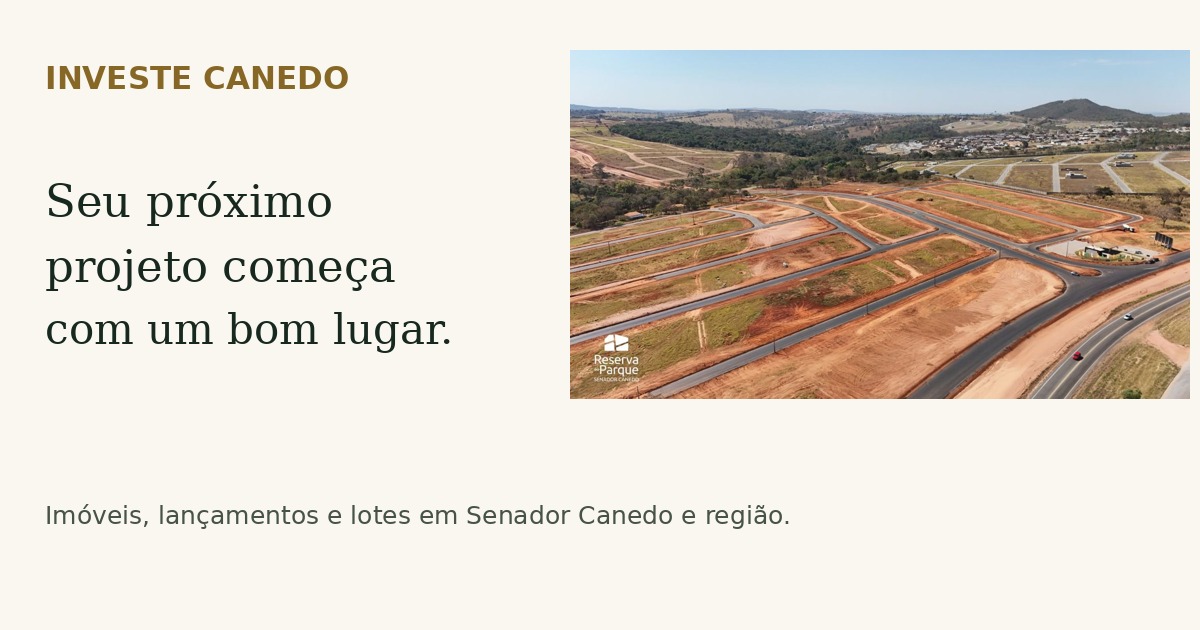 INVESTE CANEDO
Seu próximo
projeto começa
com um bom lugar.
Reserva
do Parque
SENADOR CANEDO
Imóveis, lançamentos e lotes em Senador Canedo e região.